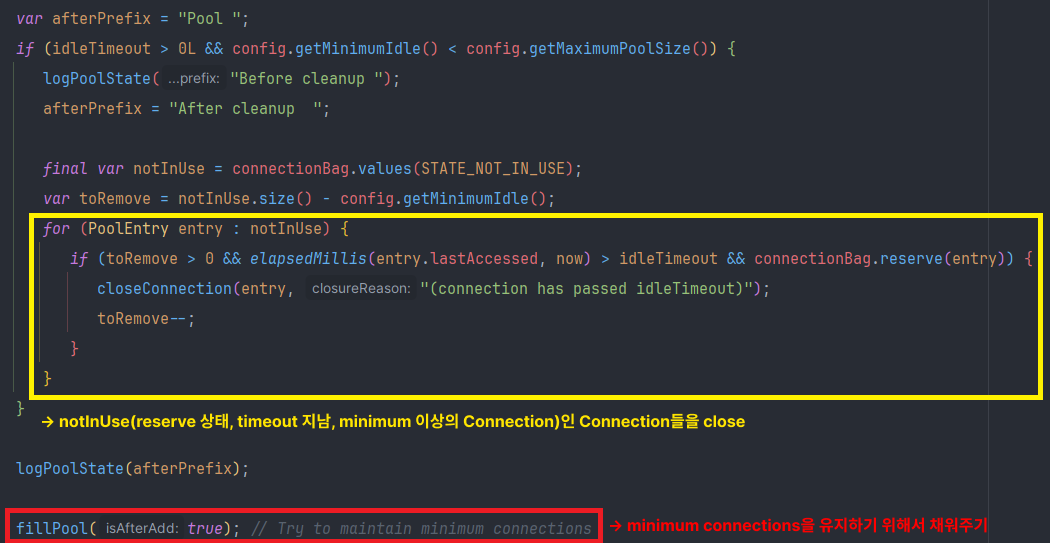 var afterPrefix = "Pool ";
if (idleTimeout > 0L && config.getMinimumIdle() < config.getMaximumPoolSize()) {
logPoolState( ...prefix: "Before cleanup ");
afterPrefix = "After cleanup  ";
final var notInUse = connectionBag.values(STATE_NOT_IN_USE);
var toRemove = notInUse.size() - config.getMinimumIdle();
for (PoolEntry entry : notInUse) {
if (toRemove > 0 && elapsedMillis(entry.lastAccessed, now) > idleTimeout && connectionBag.reserve(entry)) {
closeConnection(entry, closureReason: "(connection has passed idleTimeout)");
toRemove--;
}
}
}
→ notInUse(reserve 상태, timeout 지남, minimum 이상의 Connection)인 Connection들을 close
logPoolState(afterPrefix);
fillPool( isAfterAdd: true); // Try to maintain minimum connections → minimum connections을 유지하기 위해서 채워주기